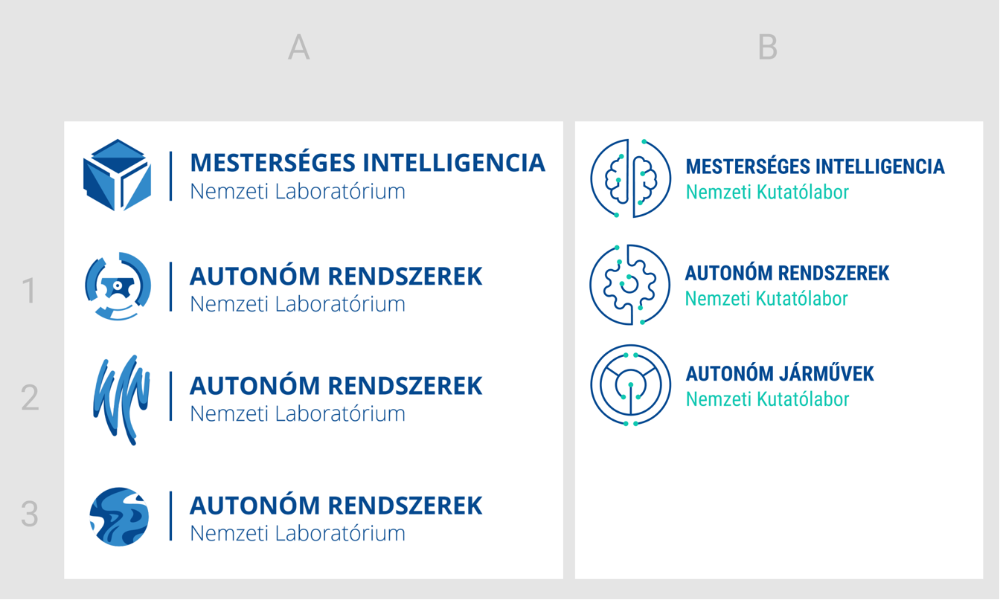 A
B
MESTERSÉGES INTELLIGENCIA
Nemzeti Laboratórium
1
AUTONÓM RENDSZEREK
Nemzeti Laboratórium
2
AUTONÓM RENDSZEREK
Nemzeti Laboratórium
3
AUTONÓM RENDSZEREK
Nemzeti Laboratórium
MESTERSÉGES INTELLIGENCIA
Nemzeti Kutatólabor
AUTONÓM RENDSZEREK
Nemzeti Kutatólabor
AUTONÓM JÁRMŰVEK
Nemzeti Kutatólabor